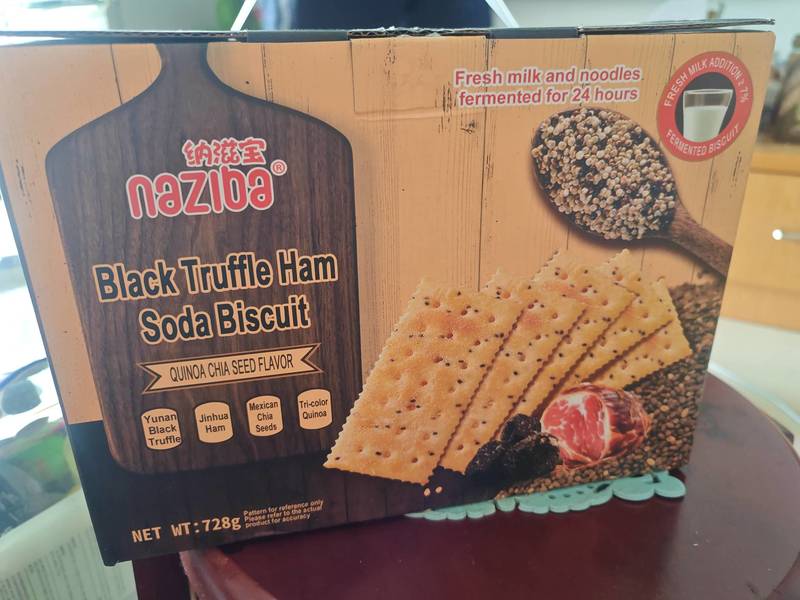 Fresh milk and noodles
fermented for 24 hours
FRESH MILK ADDITION ≥ 7%
FERMENTED BISCUIT
纳滋宝
naziba®
Black Truffle Ham
Soda Biscuit
QUINOA CHIA SEED FLAVOR
Yunan
Black
Truffle
Jinhua
Ham
Mexican
Chia
Seeds
Tri-color
Quinoa
NET WT:728g
Pattern for reference only
Please refer to the actual
product for accuracy